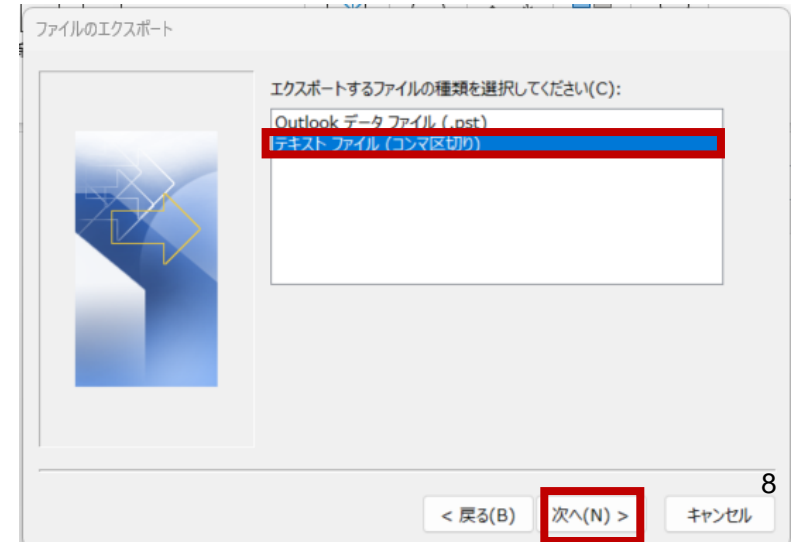 ファイルのエクスポート
エクスポートするファイルの種類を選択してください(C):
Outlook データ ファイル (.pst)
テキスト ファイル (コンマ区切り)
8
< 戻る(B)
次へ(N) >
キャンセル